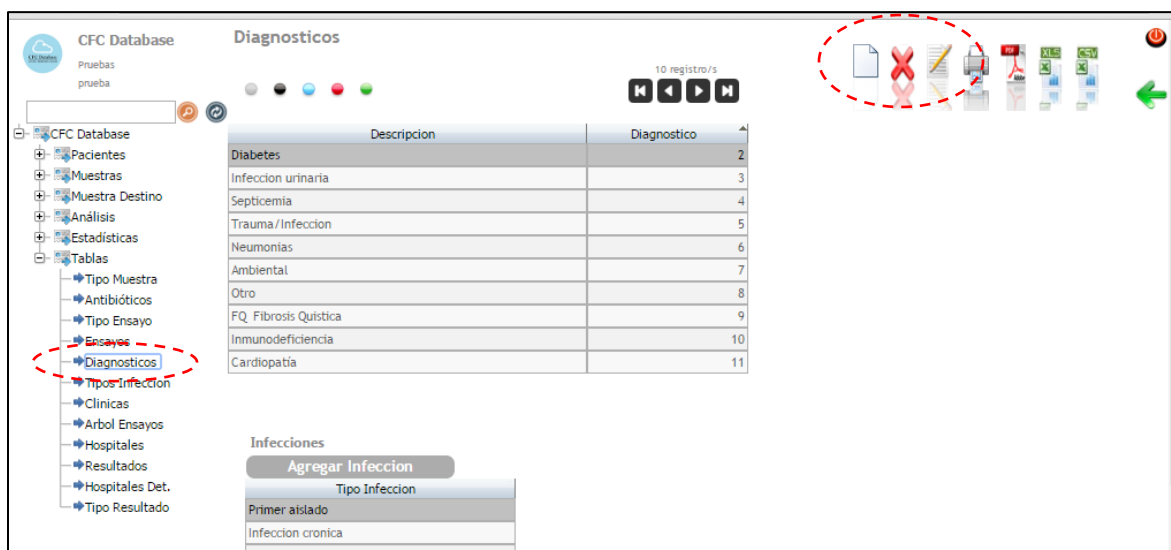 CFC Database
Pruebas
prueba
Diagnosticos
10 registro/s
PDF
XLS
CSV
CFC Database
Pacientes
Muestras
Muestra Destino
Análisis
Estadísticas
Tablas
Tipo Muestra
Antibióticos
Tipo Ensayo
Ensayos
Diagnosticos
Tipos Infeccion
Clinicas
Arbol Ensayos
Hospitales
Resultados
Hospitales Det.
Tipo Resultado
Descripcion Diagnostico
Diabetes 2
Infeccion urinaria 3
Septicemia 4
Trauma/Infeccion 5
Neumonias 6
Ambiental 7
Otro 8
FQ Fibrosis Quistica 9
Inmunodeficiencia 10
Cardiopatía 11
Infecciones
Agregar Infeccion
Tipo Infeccion
Primer aislado
Infeccion cronica